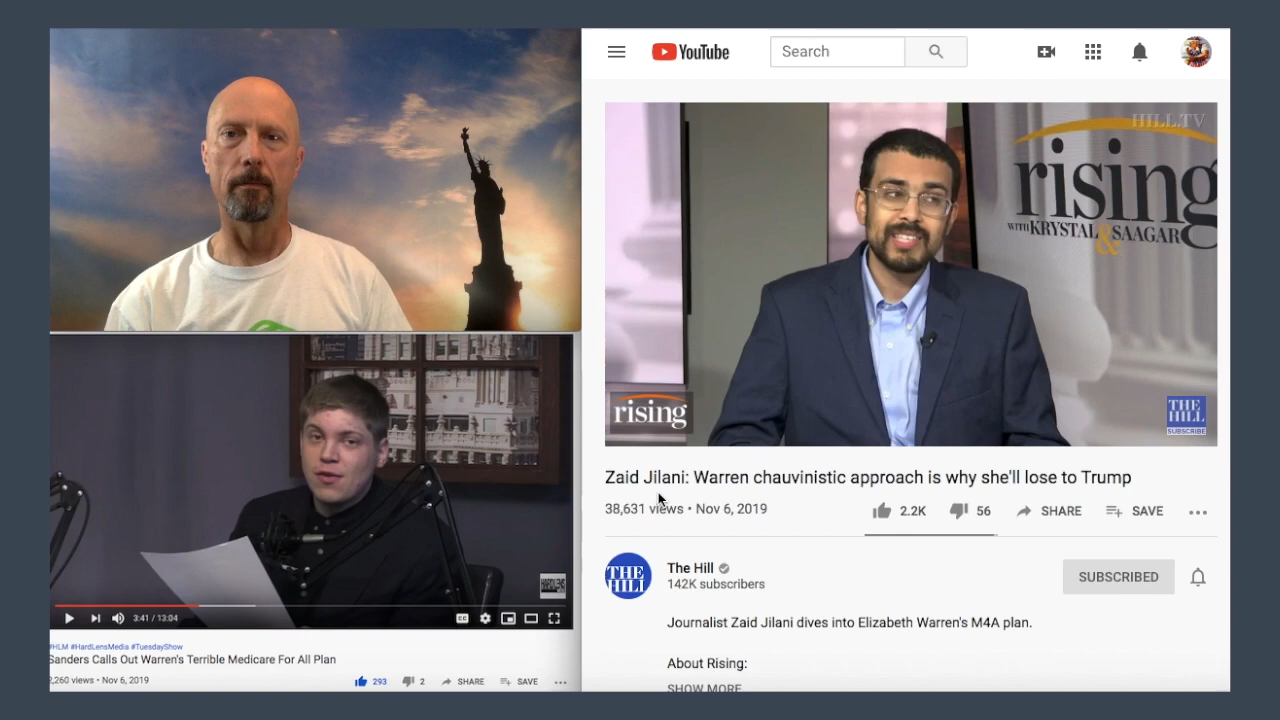 YouTube
Search
HILL.TV
rising
WITH KRYSTAL & SAAGAR
rising
THE
HILL
SUBSCRIBE
Zaid Jilani: Warren chauvinistic approach is why she'll lose to Trump
38,631 views • Nov 6, 2019
2.2K
56
SHARE
SAVE
THE
HILL
The Hill
142K subscribers
SUBSCRIBED
Journalist Zaid Jilani dives into Elizabeth Warren's M4A plan.
About Rising:
SHOW MORE
HARDLENS
3:41 / 13:04
CC
#HLM #HardLensMedia #TuesdayShow
Sanders Calls Out Warren's Terrible Medicare For All Plan
2,260 views • Nov 6, 2019
293
2
SHARE
SAVE